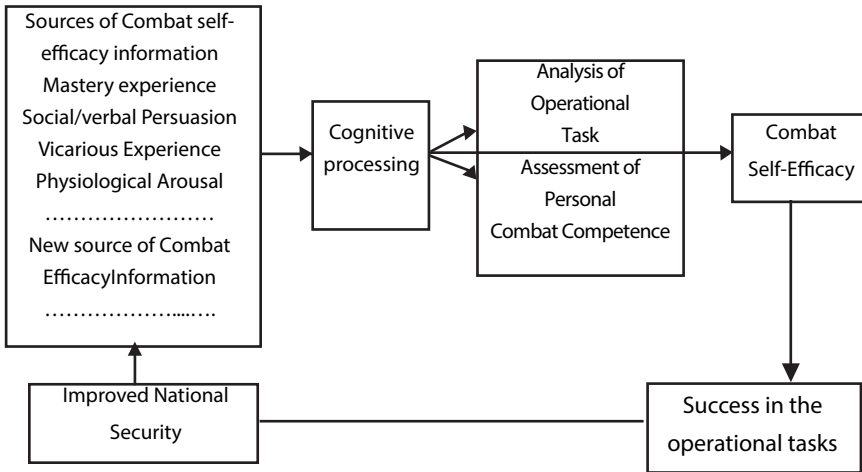 Sources of Combat self-
efficacy information
Mastery experience
Social/verbal Persuasion
Vicarious Experience
Physiological Arousal
……………………
New source of Combat
EfficacyInformation
………………....….
Cognitive
processing
Analysis of
Operational
Task
Assessment of
Personal
Combat Competence
Combat
Self-Efficacy
Success in the
operational tasks
Improved National
Security